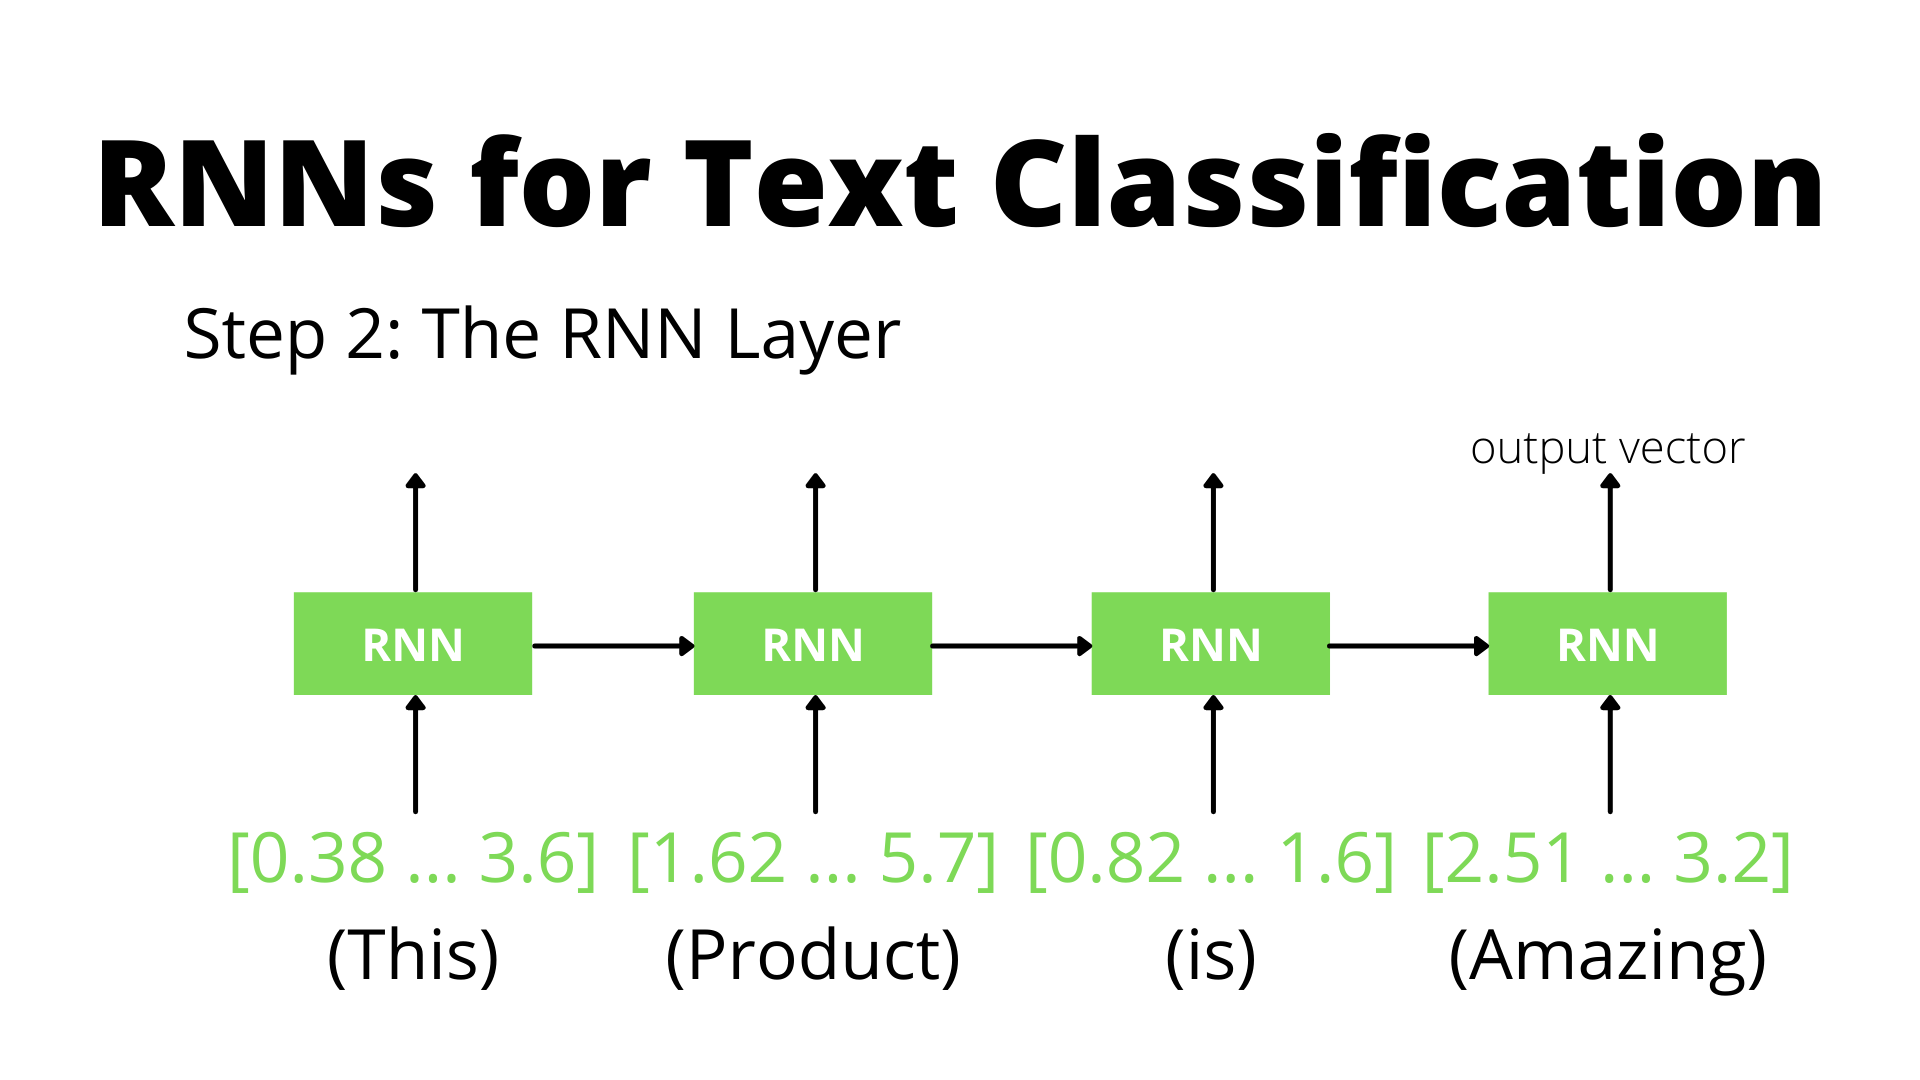 RNNs for Text Classification
Step 2: The RNN Layer
output vector
RNN RNN RNN RNN
[0.38 ... 3.6] [1.62 ... 5.7] [0.82 ... 1.6] [2.51 ... 3.2]
(This) (Product) (is) (Amazing)